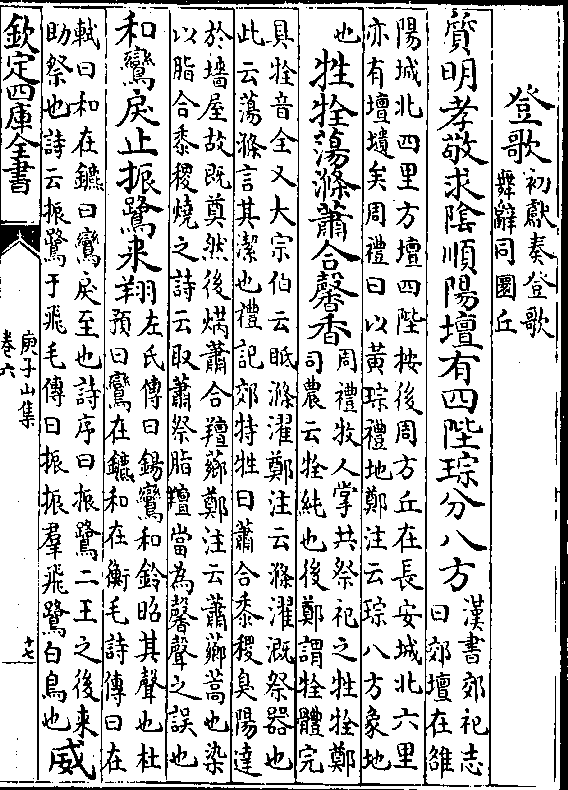 登歌初獻奏登歌
舞辭同圜丘
質明孝敬求陰順陽壇有四陛琮分八方漢書郊祀志
曰郊壇在雒
陽城北四里方壇四陛按後周方丘在長安城北六里
亦有壇壝矣周禮曰以黃琮禮地鄭注云琮八方象地
也牲牷蕩滌蕭合馨香周禮牧人掌共祭祀之牲牷鄭
司農云牷純也後鄭謂牷體完
具牷音全又大宗伯云眡滌濯鄭注云滌濯溉祭器也
此云蕩滌言其潔也禮記郊特牲曰蕭合黍稷臭陽達
於墻屋故既奠然後焫蕭合羶薌鄭注云蕭薌蒿也染
以脂合黍稷燒之詩云取蕭祭脂羶當為馨聲之誤也
和鸞戾止振鷺來翔左氏傳曰鍚鸞和鈴昭其聲也杜
預曰鸞在鑣和在衡毛詩傳曰在
軾曰和在鑣曰鸞戾至也詩序曰振鷺二王之後來
助祭也詩云振鷺于飛毛傳曰振振羣飛鷺白鳥也威
欽定四庫全書
庾子山集
卷六
十七